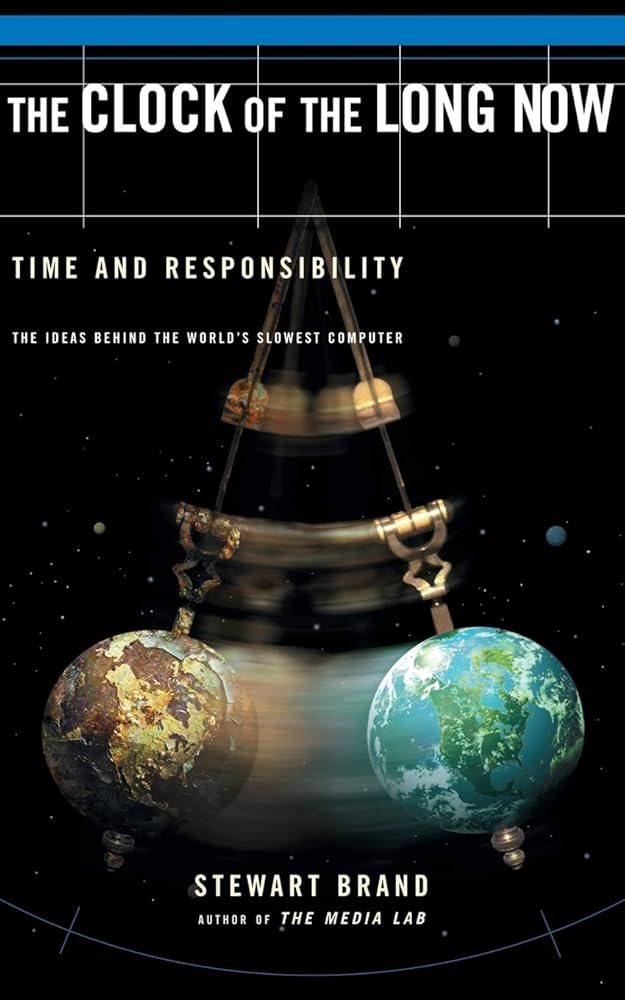 THE CLOCK OF THE LONG NOW
TIME AND RESPONSIBILITY
THE IDEAS BEHIND THE WORLD'S SLOWEST COMPUTER
STEWART BRAND
AUTHOR OF THE MEDIA LAB